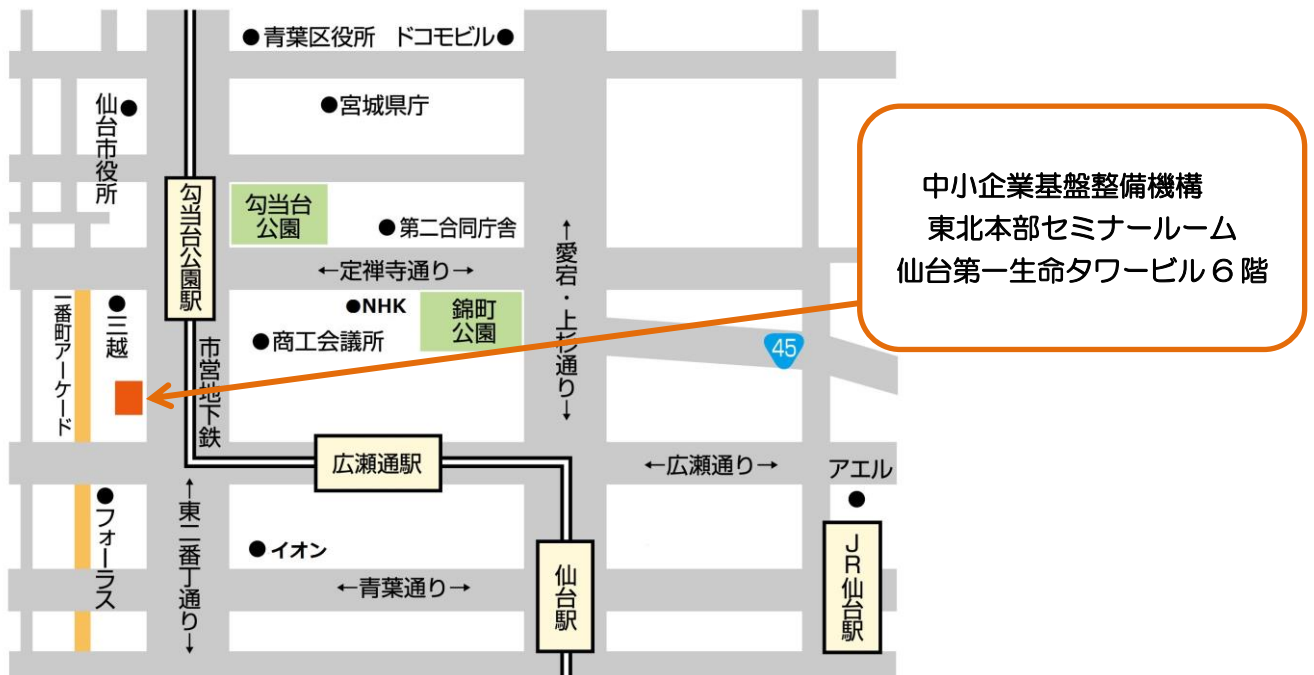 ●青葉区役所　ドコモビル●
仙台市役所●
●宮城県庁
中小企業基盤整備機構
東北本部セミナールーム
仙台第一生命タワービル6階
勾当台公園駅
勾当台
公園
●第二合同庁舎
←定禅寺通り→
←愛宕・上杉通り→
一番町アーケード
●三越
●NHK
錦町
公園
●商工会議所
市営地下鉄
45
広瀬通駅
←広瀬通り→
アエル
●
●フォーラス
←東二番丁通り→
●イオン
←青葉通り→
仙台駅
JR仙台駅